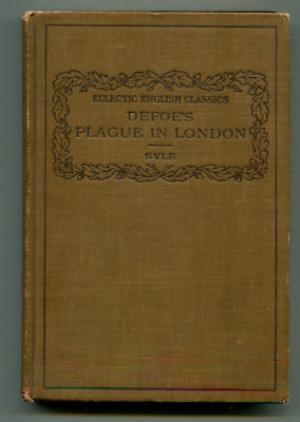 ECLECTIC ENGLISH CLASSICS
DEFOE'S
PLAGUE IN LONDON
SYLE